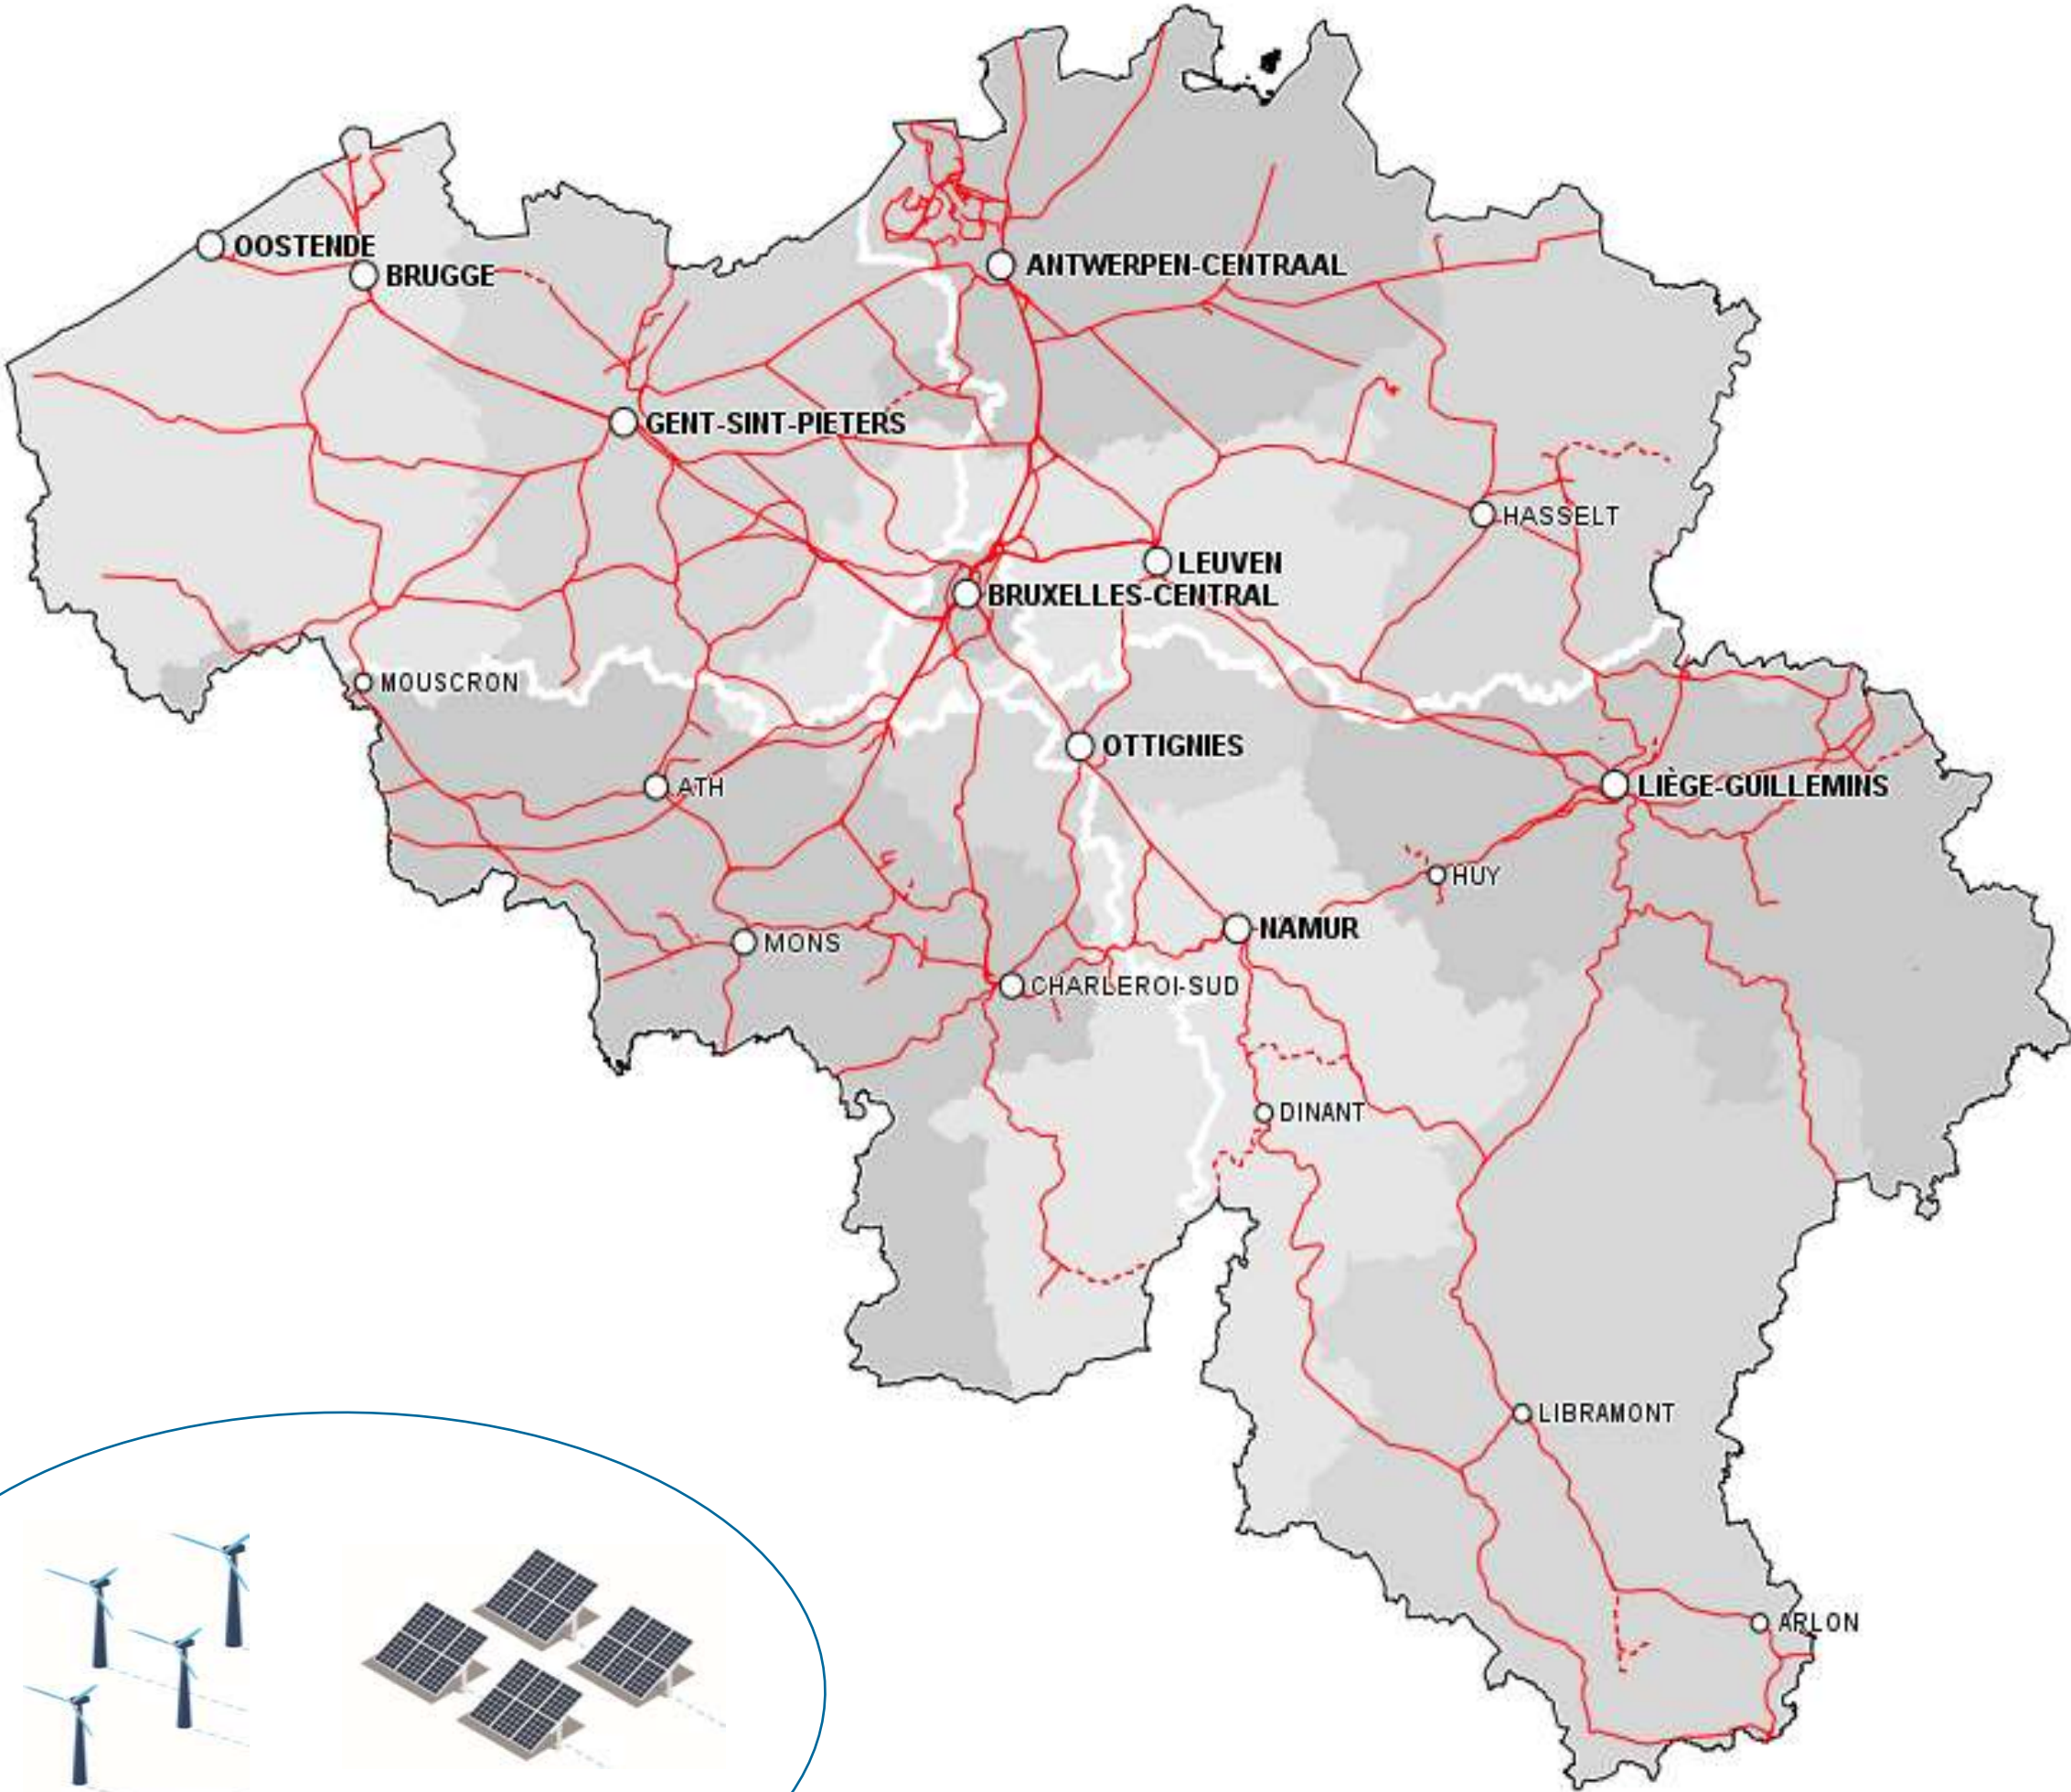 OOSTENDE
BRUGGE
ANTWERPEN-CENTRAAL
GENT-SINT-PIETERS
HASSELT
LEUVEN
BRUXELLES-CENTRAL
MOUSCRON
OTTIGNIES
ATH
LIÈGE-GUILLEMINS
HUY
NAMUR
MONS
CHARLEROI-SUD
DINANT
LIBRAMONT
ARLON